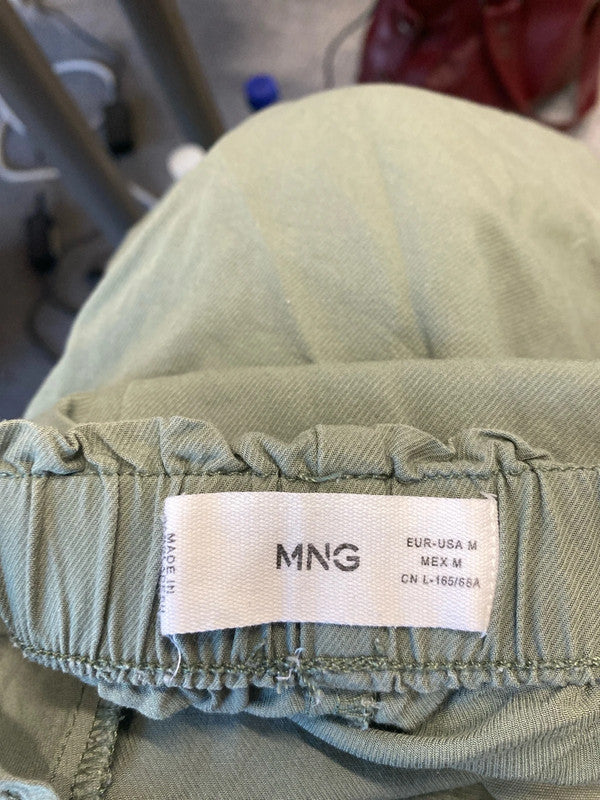 MNG
EUR-USA M
MEX M
CN L-165/68A
MADE IN